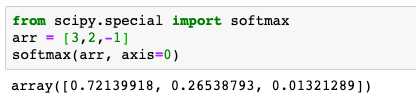 from scipy.special import softmax
arr = [3,2,-1]
softmax(arr, axis=0)
array([0.72139918, 0.26538793, 0.01321289])